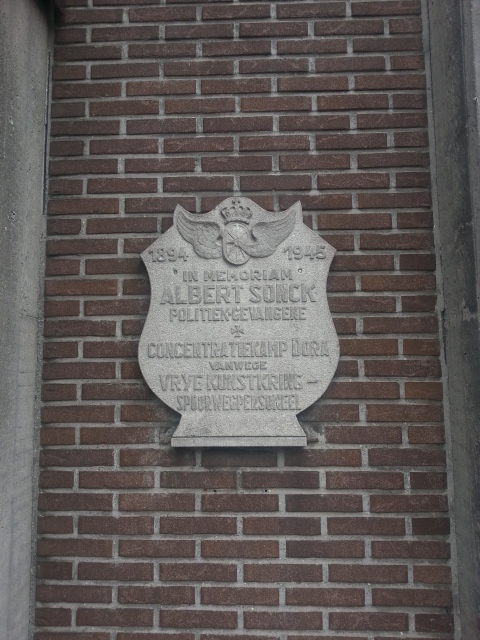 1894 1945
IN MEMORIAM
ALBERT SONCK
POLITIEK-GEVANGENE
CONCENTRATIEKAMP DORA
VANWEGE
VRYE KUNSTKRING -
SPOORWEGPERSONEEL